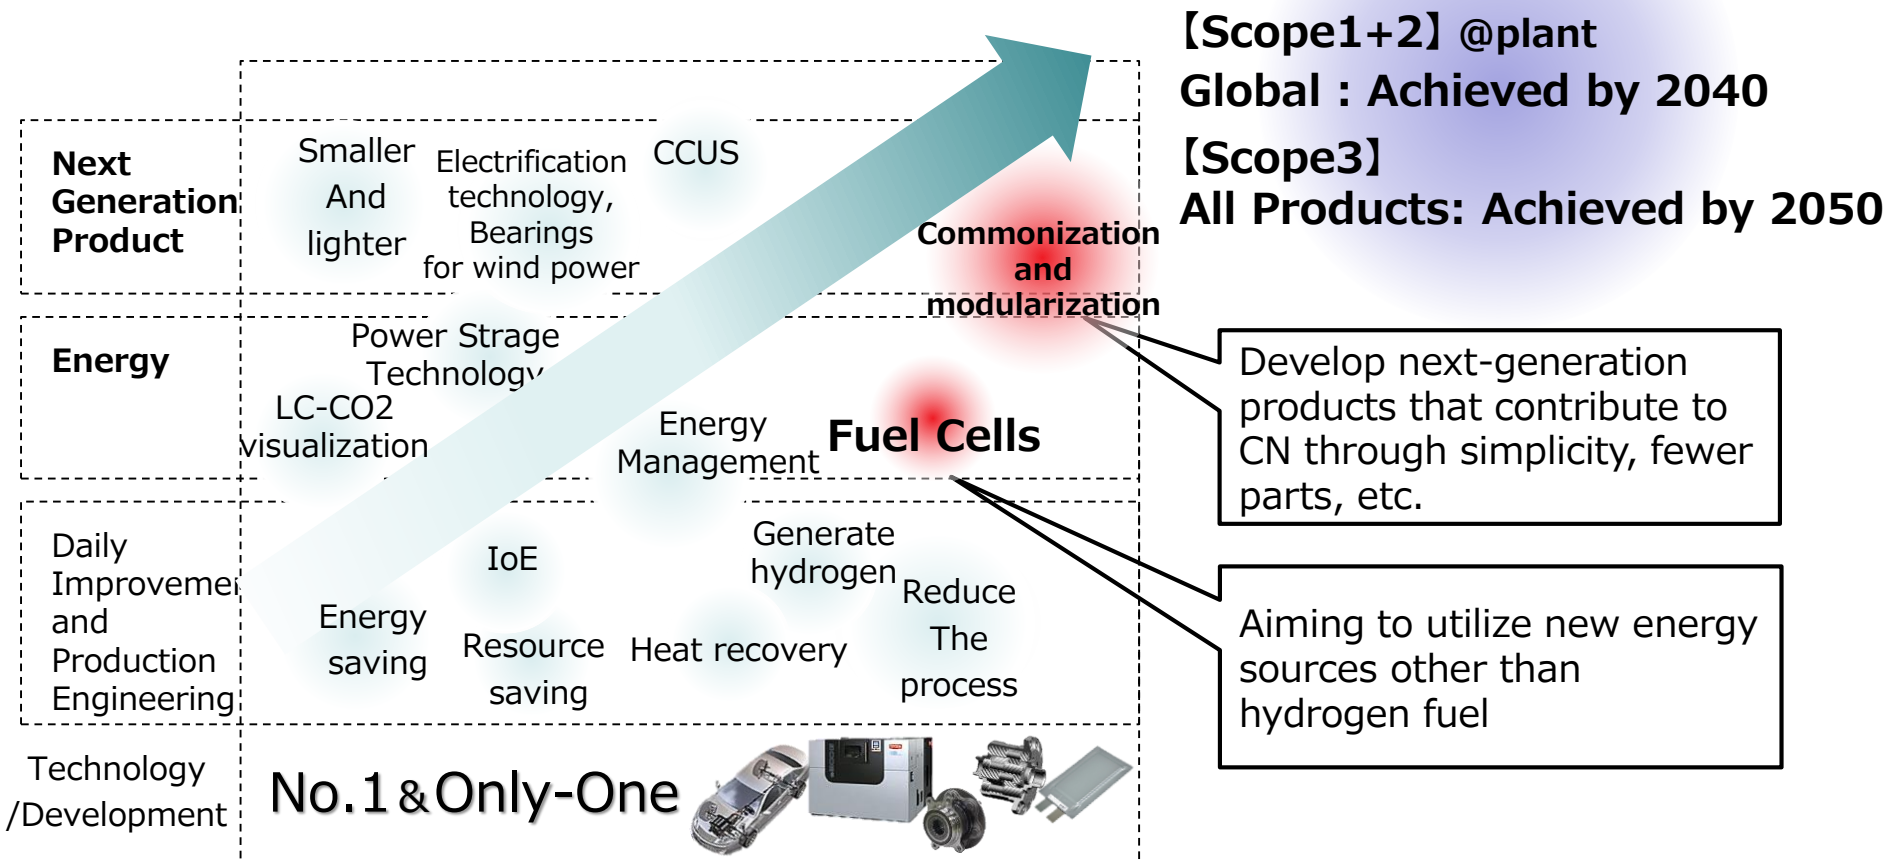 【Scope1+2】 @plant
Global : Achieved by 2040
【Scope3】
All Products: Achieved by 2050
Next
Generation
Product
Smaller
And
lighter
Electrification
technology,
Bearings
for wind power
CCUS
Commonization
and
modularization
Energy
Power Strage
Technology
LC-CO2
visualization
Energy
Management
Fuel Cells
Develop next-generation
products that contribute to
CN through simplicity, fewer
parts, etc.
Daily
Improvemen
and
Production
Engineering
IoE
Energy
saving
Resource
saving
Heat recovery
Generate
hydrogen
Reduce
The
process
Aiming to utilize new energy
sources other than
hydrogen fuel
Technology
/Development
No.1&Only-One